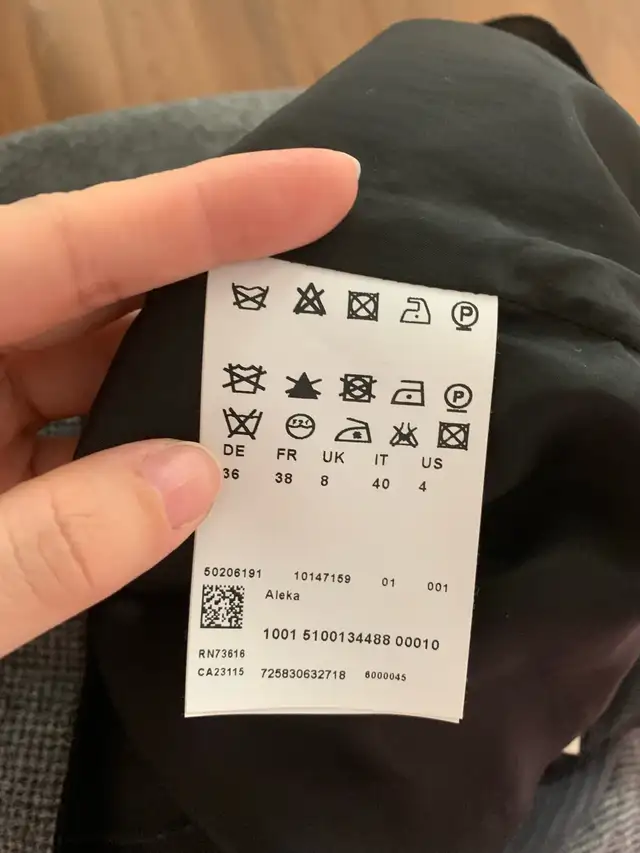 P
P
DE FR UK IT US
36 38 8 40 4
50206191 10147159 01 001
Aleka
1001 5100134488 00010
RN73616
CA23115 725830632718 6000045